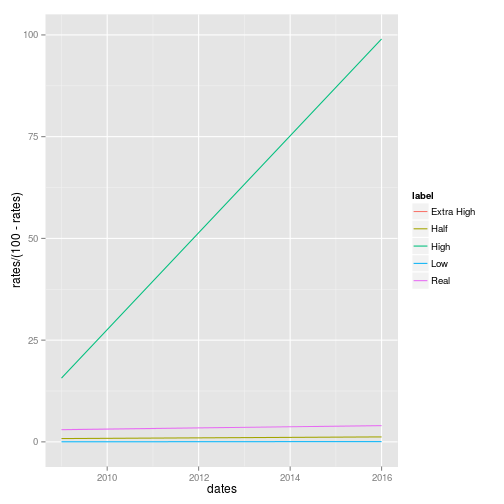 100
75
50
25
0
rates/(100 - rates)
2010
2012
2014
2016
dates
label
Extra High
Half
High
Low
Real